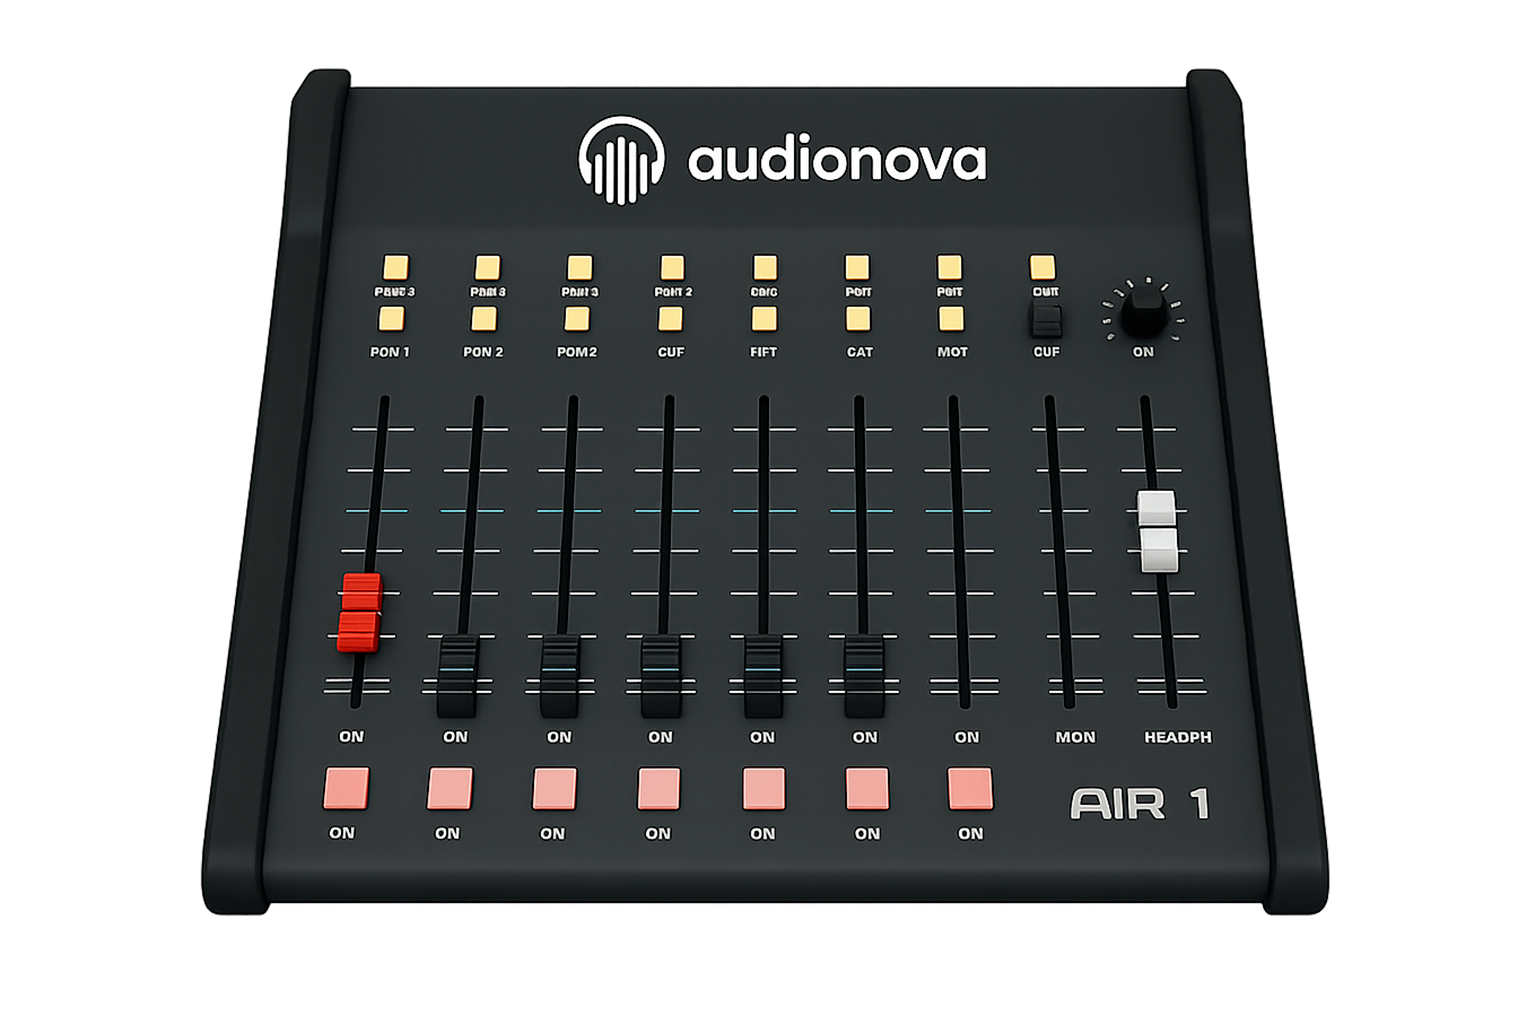 audionova
PON 1 PON 2 POM2 CUF FIFT CAT MOT CUF ON
ON ON ON ON ON ON ON MON HEADPH
AIR 1
ON ON ON ON ON ON ON